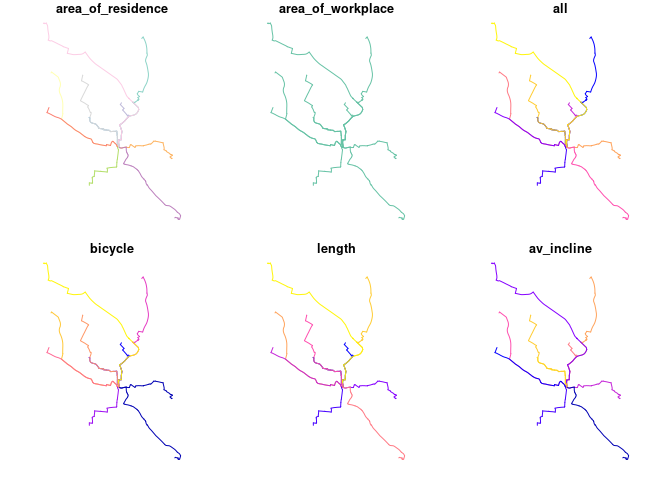 area_of_residence
area_of_workplace
all
bicycle
length
av_incline